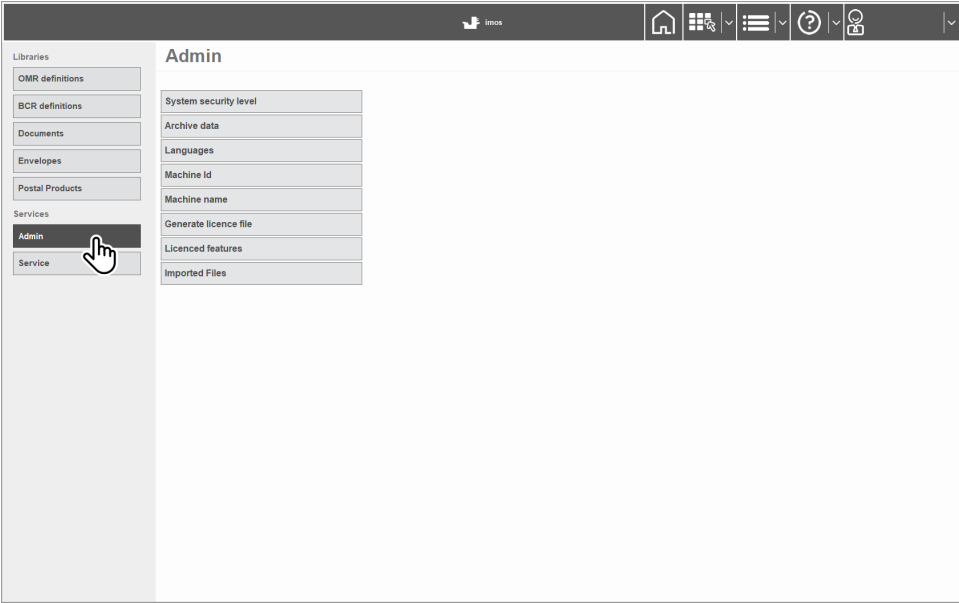 imos
Libraries
OMR definitions
BCR definitions
Documents
Envelopes
Postal Products
Services
Admin
Service
Admin
System security level
Archive data
Languages
Machine Id
Machine name
Generate licence file
Licenced features
Imported Files